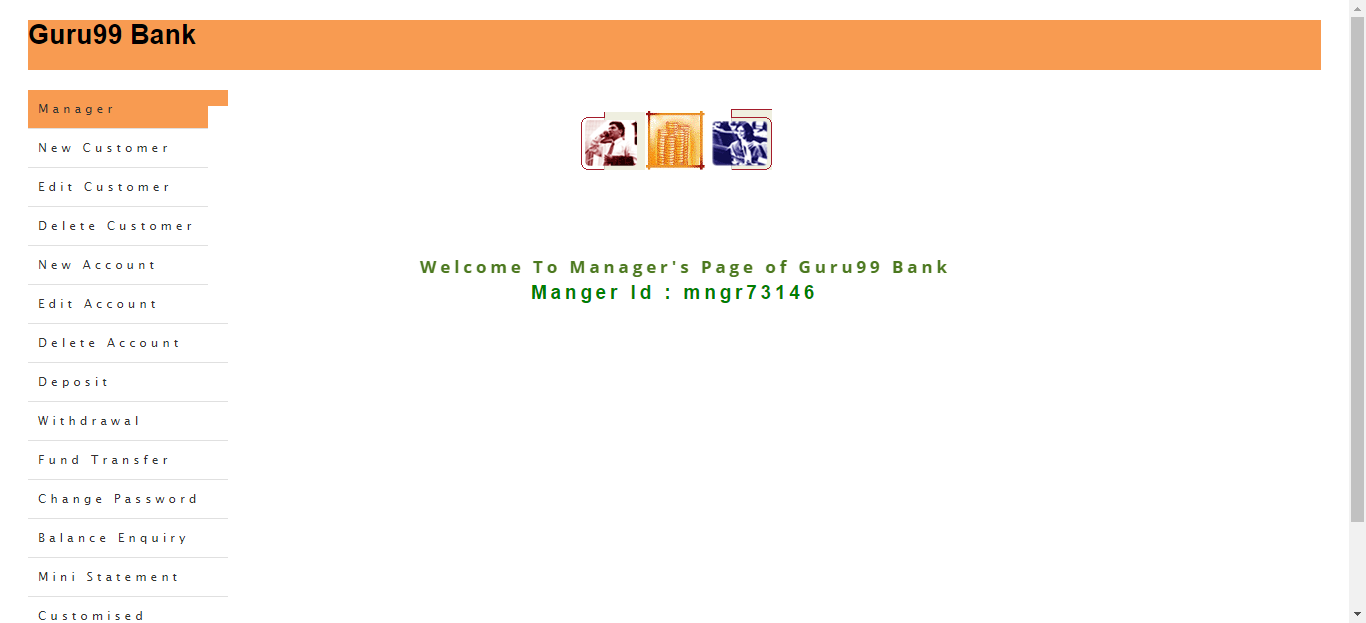 Guru99 Bank
Manager
New Customer
Edit Customer
Delete Customer
New Account
Edit Account
Delete Account
Deposit
Withdrawal
Fund Transfer
Change Password
Balance Enquiry
Mini Statement
Customised
Welcome To Manager's Page of Guru99 Bank
Manger Id : mngr73146